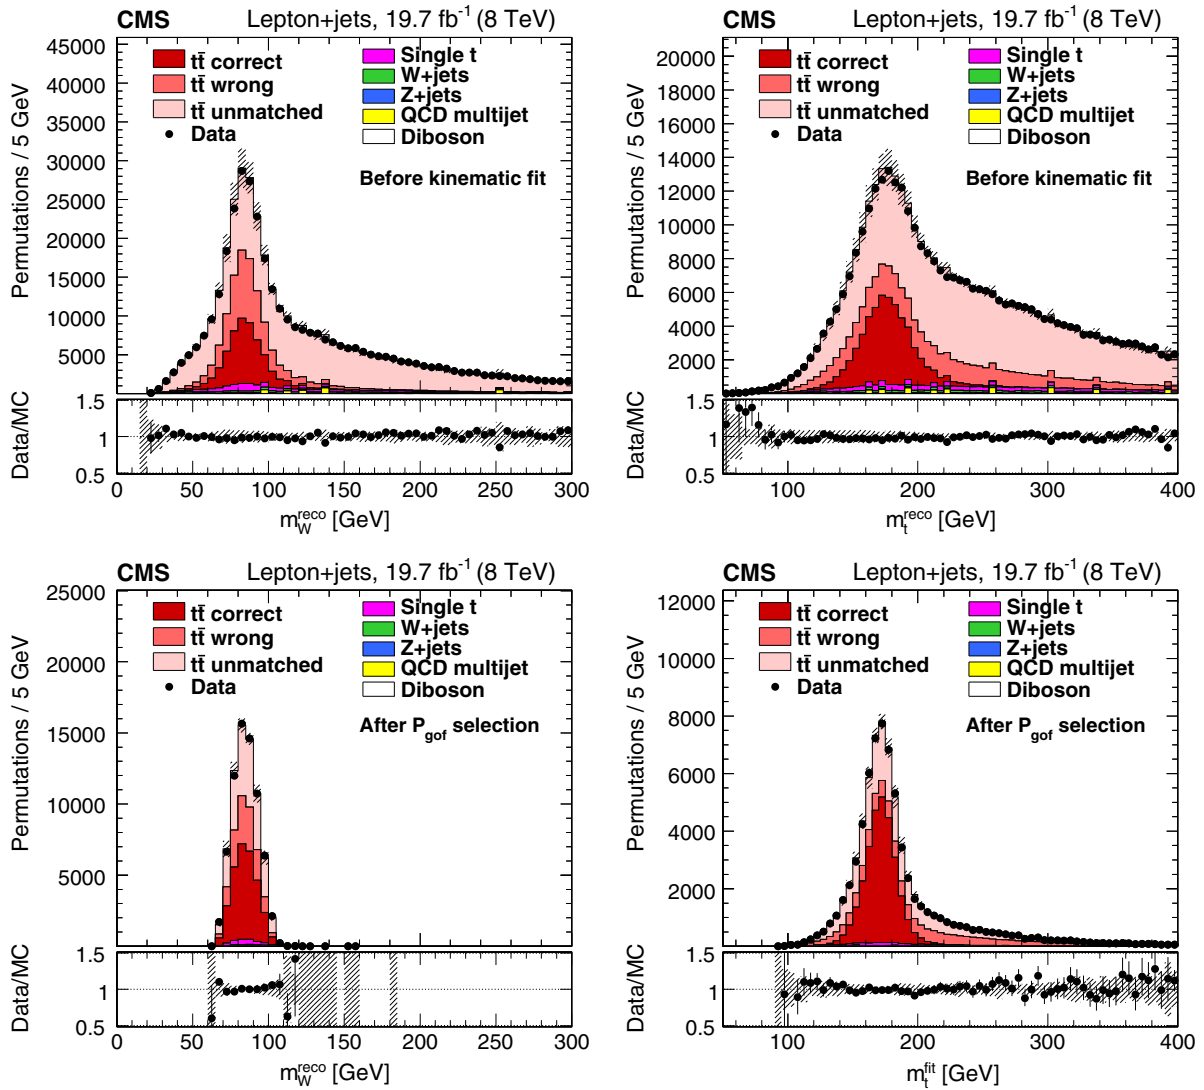 CMS Lepton+jets, 19.7 fb⁻¹ (8 TeV)
Permutations / 5 GeV
45000
40000
35000
30000
25000
20000
15000
10000
5000
tt̄ correct
tt̄ wrong
tt̄ unmatched
Data
Single t
W+jets
Z+jets
QCD multijet
Diboson
Before kinematic fit
Data/MC
1.5
1
0.5
0 50 100 150 200 250 300
m_W^reco [GeV]
CMS Lepton+jets, 19.7 fb⁻¹ (8 TeV)
Permutations / 5 GeV
20000
18000
16000
14000
12000
10000
8000
6000
4000
2000
tt̄ correct
tt̄ wrong
tt̄ unmatched
Data
Single t
W+jets
Z+jets
QCD multijet
Diboson
Before kinematic fit
Data/MC
1.5
1
0.5
100 200 300 400
m_t^reco [GeV]
CMS Lepton+jets, 19.7 fb⁻¹ (8 TeV)
Permutations / 5 GeV
25000
20000
15000
10000
5000
tt̄ correct
tt̄ wrong
tt̄ unmatched
Data
Single t
W+jets
Z+jets
QCD multijet
Diboson
After P_gof selection
Data/MC
1.5
1
0.5
0 50 100 150 200 250 300
m_W^reco [GeV]
CMS Lepton+jets, 19.7 fb⁻¹ (8 TeV)
Permutations / 5 GeV
12000
10000
8000
6000
4000
2000
tt̄ correct
tt̄ wrong
tt̄ unmatched
Data
Single t
W+jets
Z+jets
QCD multijet
Diboson
After P_gof selection
Data/MC
1.5
1
0.5
100 200 300 400
m_t^fit [GeV]